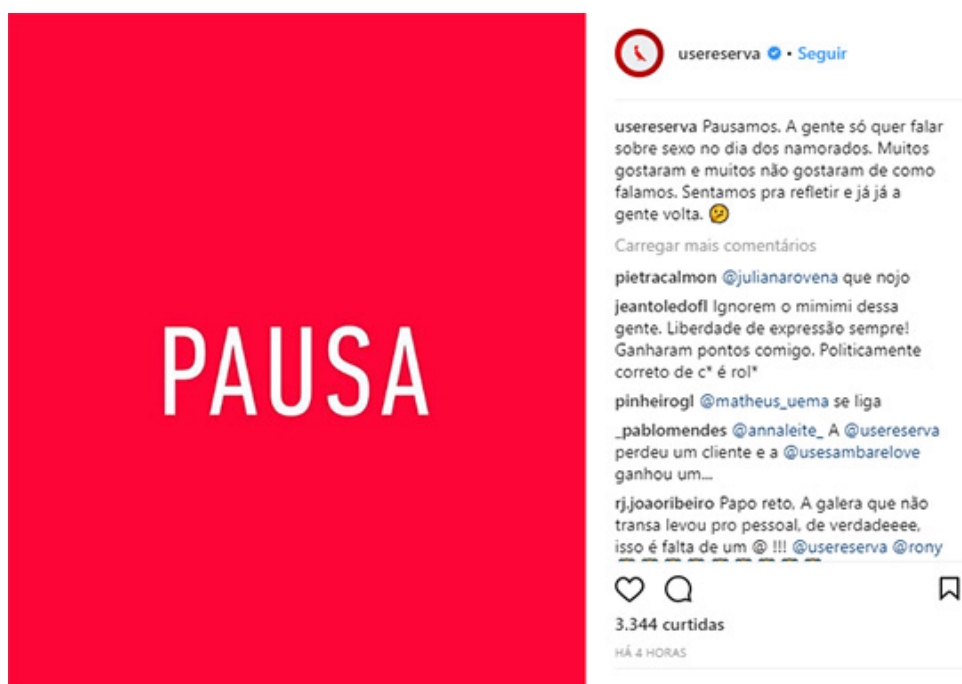 PAUSA
usereserva • Seguir
usereserva Pausamos. A gente só quer falar
sobre sexo no dia dos namorados. Muitos
gostaram e muitos não gostaram de como
falamos. Sentamos pra refletir e já já a
gente volta.
Carregar mais comentários
pietracalmon @julianarovena que nojo
jeantoledofl Ignorem o mimimi dessa
gente. Liberdade de expressão sempre!
Ganharam pontos comigo. Politicamente
correto de c* é rol*
pinheirogl @matheus_uema se liga
_pablomendes @annaleite_ A @usereserva
perdeu um cliente e a @usesambarelove
ganhou um...
rj.joaoribeiro Papo reto, A galera que não
transa levou pro pessoal, de verdadeeee,
isso é falta de um @ !!! @usereserva @rony
3.344 curtidas
HÁ 4 HORAS